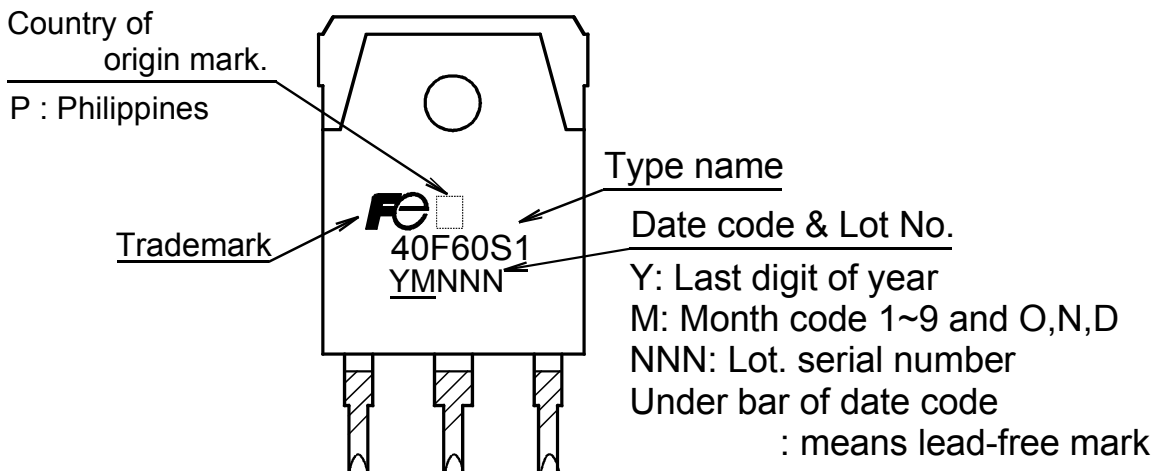 Country of
origin mark.
P : Philippines
Type name
Trademark
Fe
40F60S1
YMNNN
Date code & Lot No.
Y: Last digit of year
M: Month code 1~9 and O,N,D
NNN: Lot. serial number
Under bar of date code
: means lead-free mark